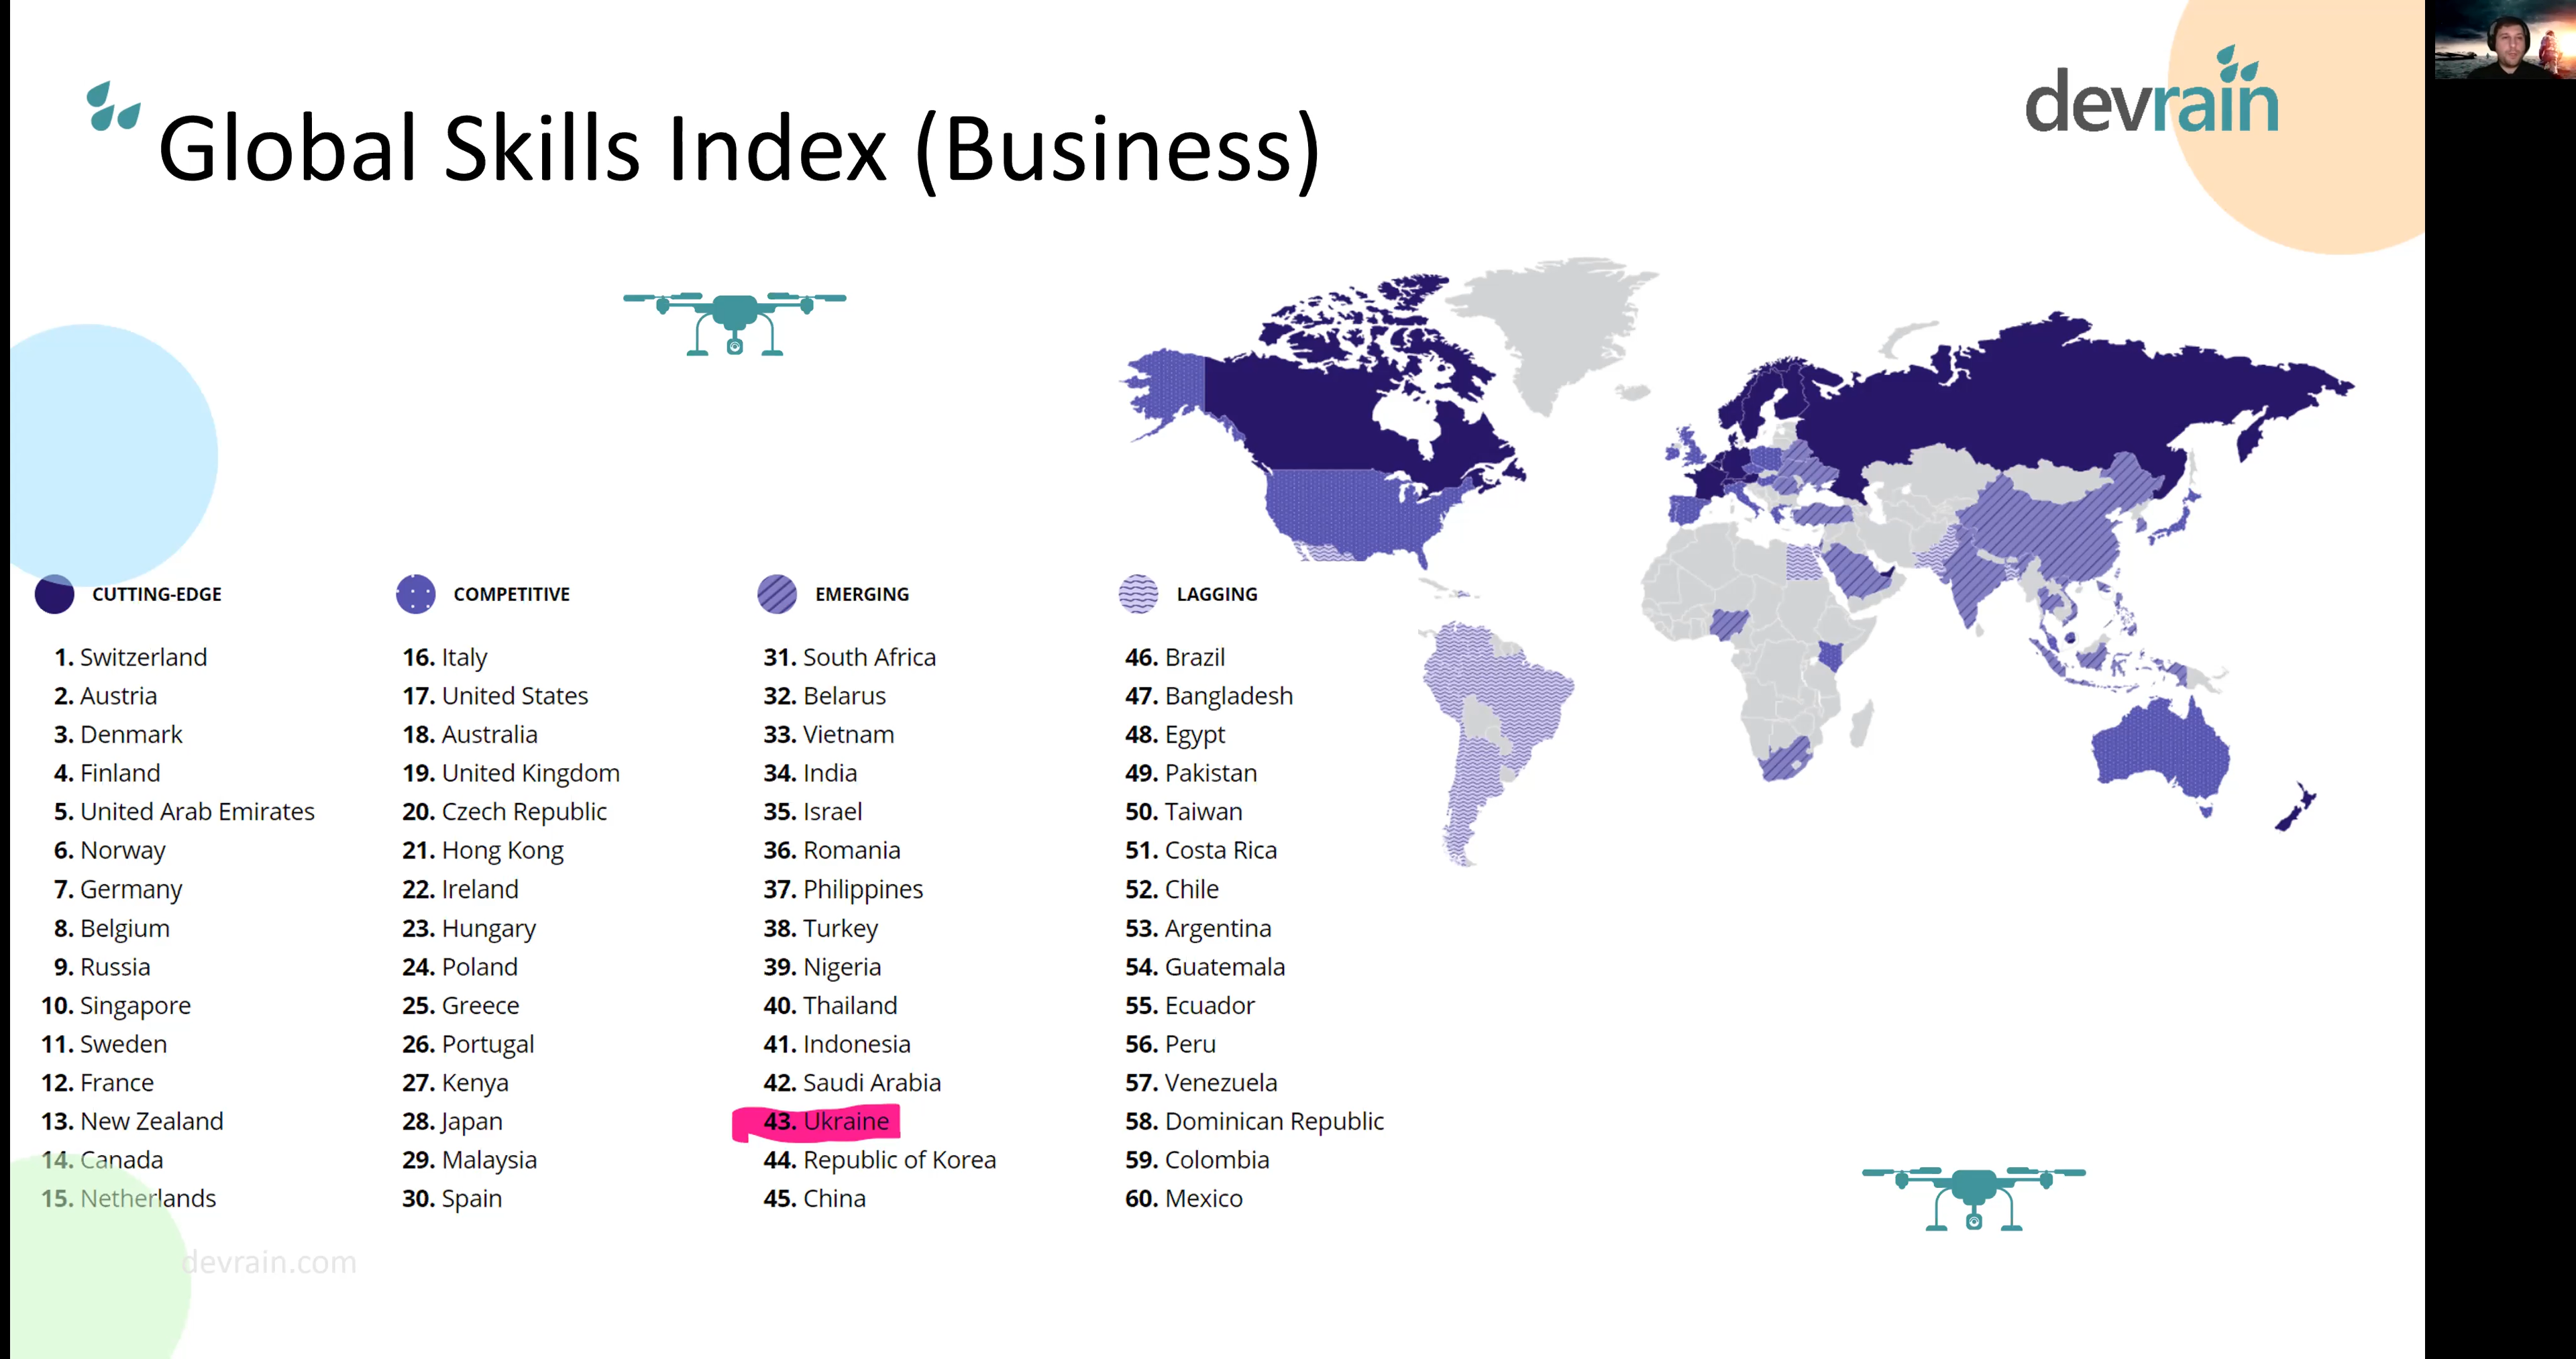 Global Skills Index (Business)
devrain
CUTTING-EDGE
1. Switzerland
2. Austria
3. Denmark
4. Finland
5. United Arab Emirates
6. Norway
7. Germany
8. Belgium
9. Russia
10. Singapore
11. Sweden
12. France
13. New Zealand
14. Canada
15. Netherlands
COMPETITIVE
16. Italy
17. United States
18. Australia
19. United Kingdom
20. Czech Republic
21. Hong Kong
22. Ireland
23. Hungary
24. Poland
25. Greece
26. Portugal
27. Kenya
28. Japan
29. Malaysia
30. Spain
EMERGING
31. South Africa
32. Belarus
33. Vietnam
34. India
35. Israel
36. Romania
37. Philippines
38. Turkey
39. Nigeria
40. Thailand
41. Indonesia
42. Saudi Arabia
43. Ukraine
44. Republic of Korea
45. China
LAGGING
46. Brazil
47. Bangladesh
48. Egypt
49. Pakistan
50. Taiwan
51. Costa Rica
52. Chile
53. Argentina
54. Guatemala
55. Ecuador
56. Peru
57. Venezuela
58. Dominican Republic
59. Colombia
60. Mexico
devrain.com